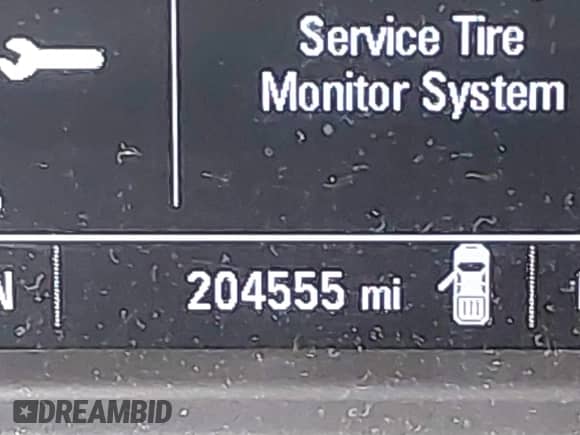 Service Tire
Monitor System
N
204555 mi
DREAMBID